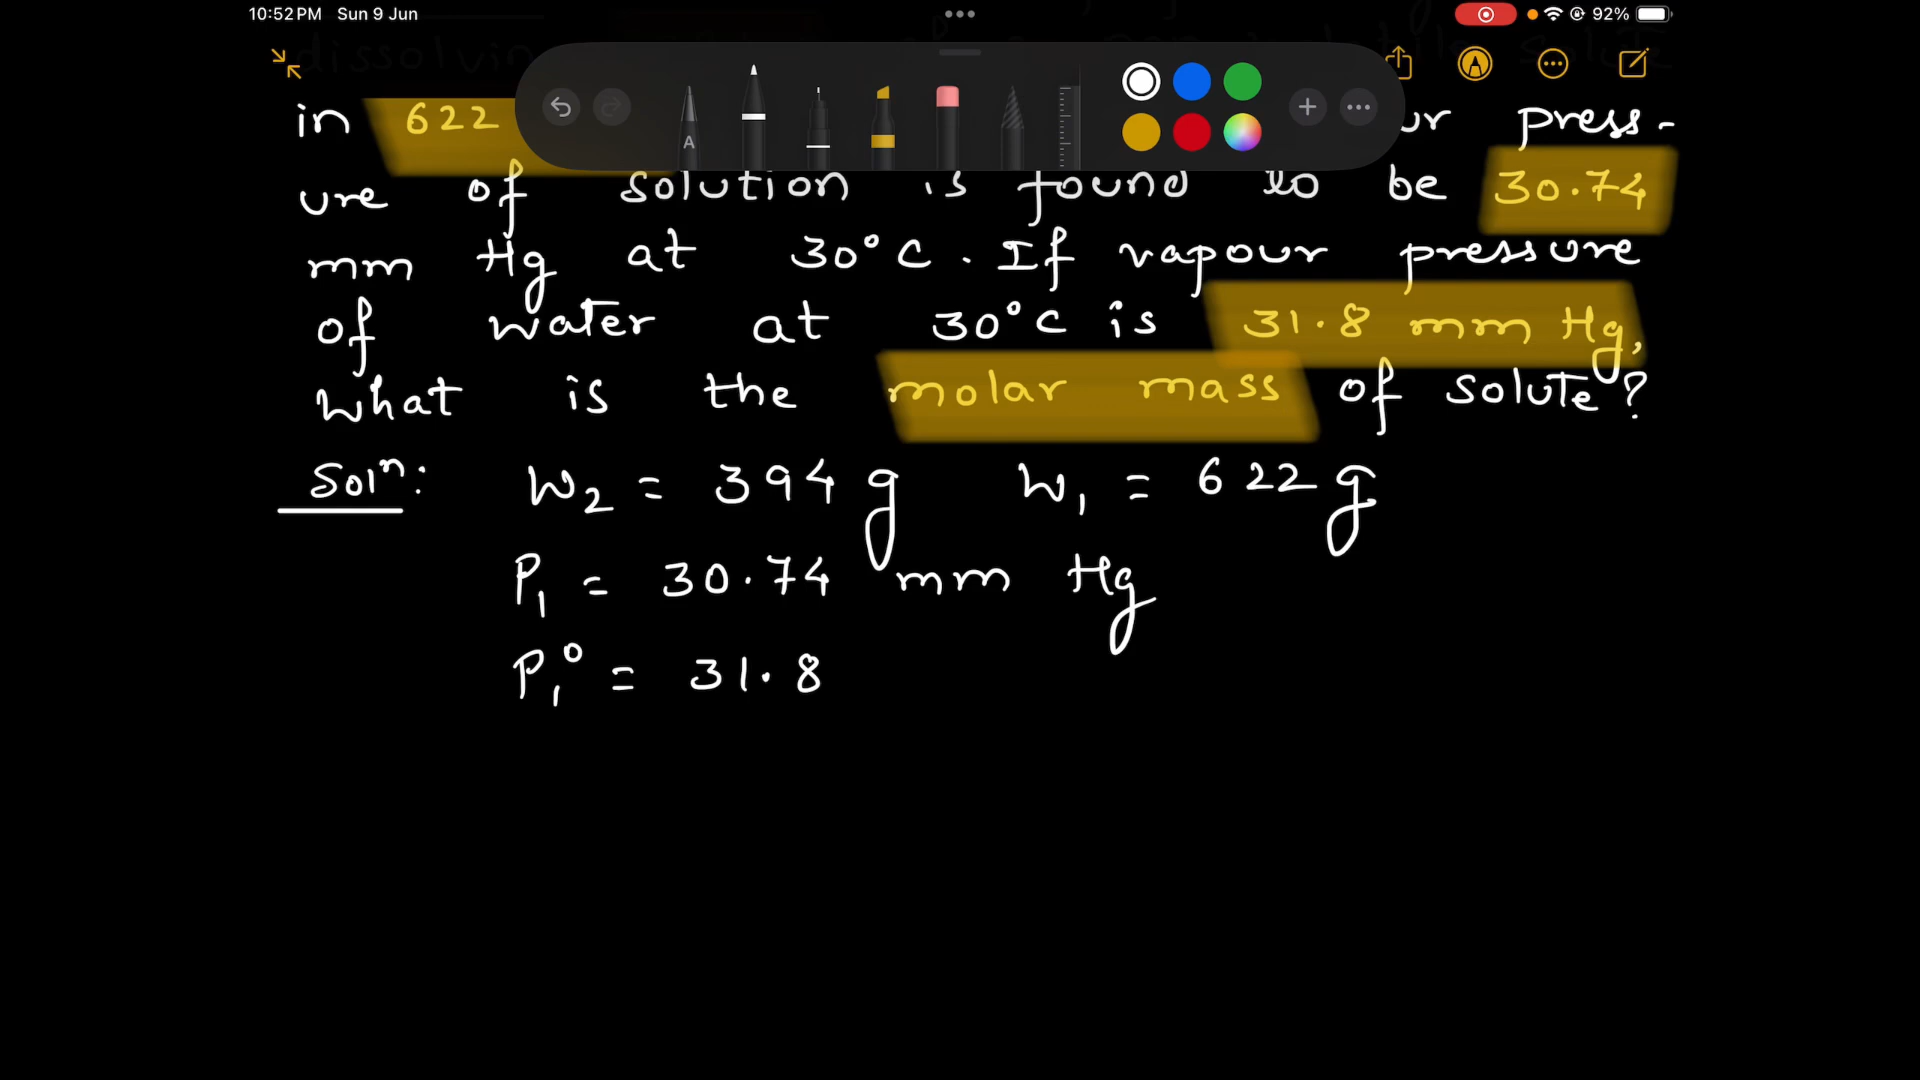 10:52 PM Sun 9 Jun
92%
dissolvin
in 622 ur press-
ure of solution is found to be 30.74
mm Hg at 30°C. If vapour pressure
of water at 30°C is 31.8 mm Hg,
what is the molar mass of solute?
Solⁿ: W₂ = 394 g W₁ = 622 g
P₁ = 30.74 mm Hg
P₁⁰ = 31.8